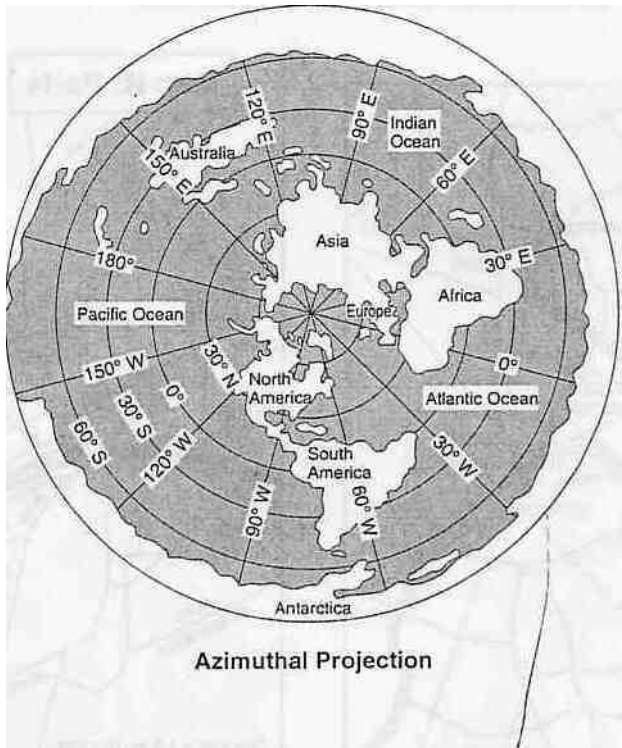 120° E
90° E
Indian
Ocean
60° E
Australia
150° E
30° E
Asia
180°
Africa
Europe
Pacific Ocean
0°
150° W
30° N
North
America
Atlantic Ocean
0°
30° S
60° S
120° W
30° W
South
America
90° W
60° W
Antarctica
Azimuthal Projection